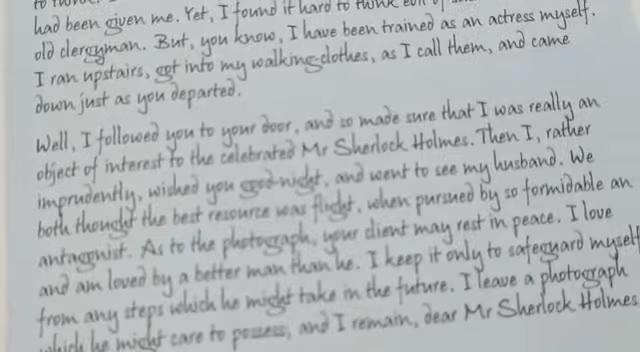 had been given me. Yet, I found it hard to think evil of
old clergyman. But, you know, I have been trained as an actress myself.
I ran upstairs, got into my walking-clothes, as I call them, and came
down just as you departed.
Well, I followed you to your door, and so made sure that I was really an
object of interest to the celebrated Mr Sherlock Holmes. Then I, rather
imprudently, wished you good-night, and went to see my husband. We
both thought the best resource was flight, when pursued by so formidable an
antagonist. As to the photograph, your client may rest in peace. I love
and am loved by a better man than he. I keep it only to safeguard myself
from any steps which he might take in the future. I leave a photograph
which he might care to possess, and I remain, dear Mr Sherlock Holmes